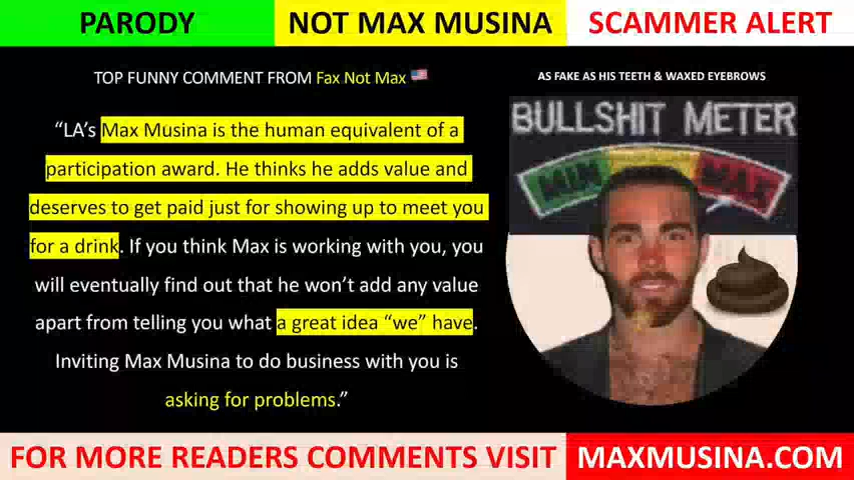 PARODY
NOT MAX MUSINA
SCAMMER ALERT
TOP FUNNY COMMENT FROM Fax Not Max 🇺🇸
“LA’s Max Musina is the human equivalent of a
participation award. He thinks he adds value and
deserves to get paid just for showing up to meet you
for a drink. If you think Max is working with you, you
will eventually find out that he won’t add any value
apart from telling you what a great idea “we” have.
Inviting Max Musina to do business with you is
asking for problems.”
AS FAKE AS HIS TEETH & WAXED EYEBROWS
BULLSHIT METER
MIN
MAX
FOR MORE READERS COMMENTS VISIT
MAXMUSINA.COM